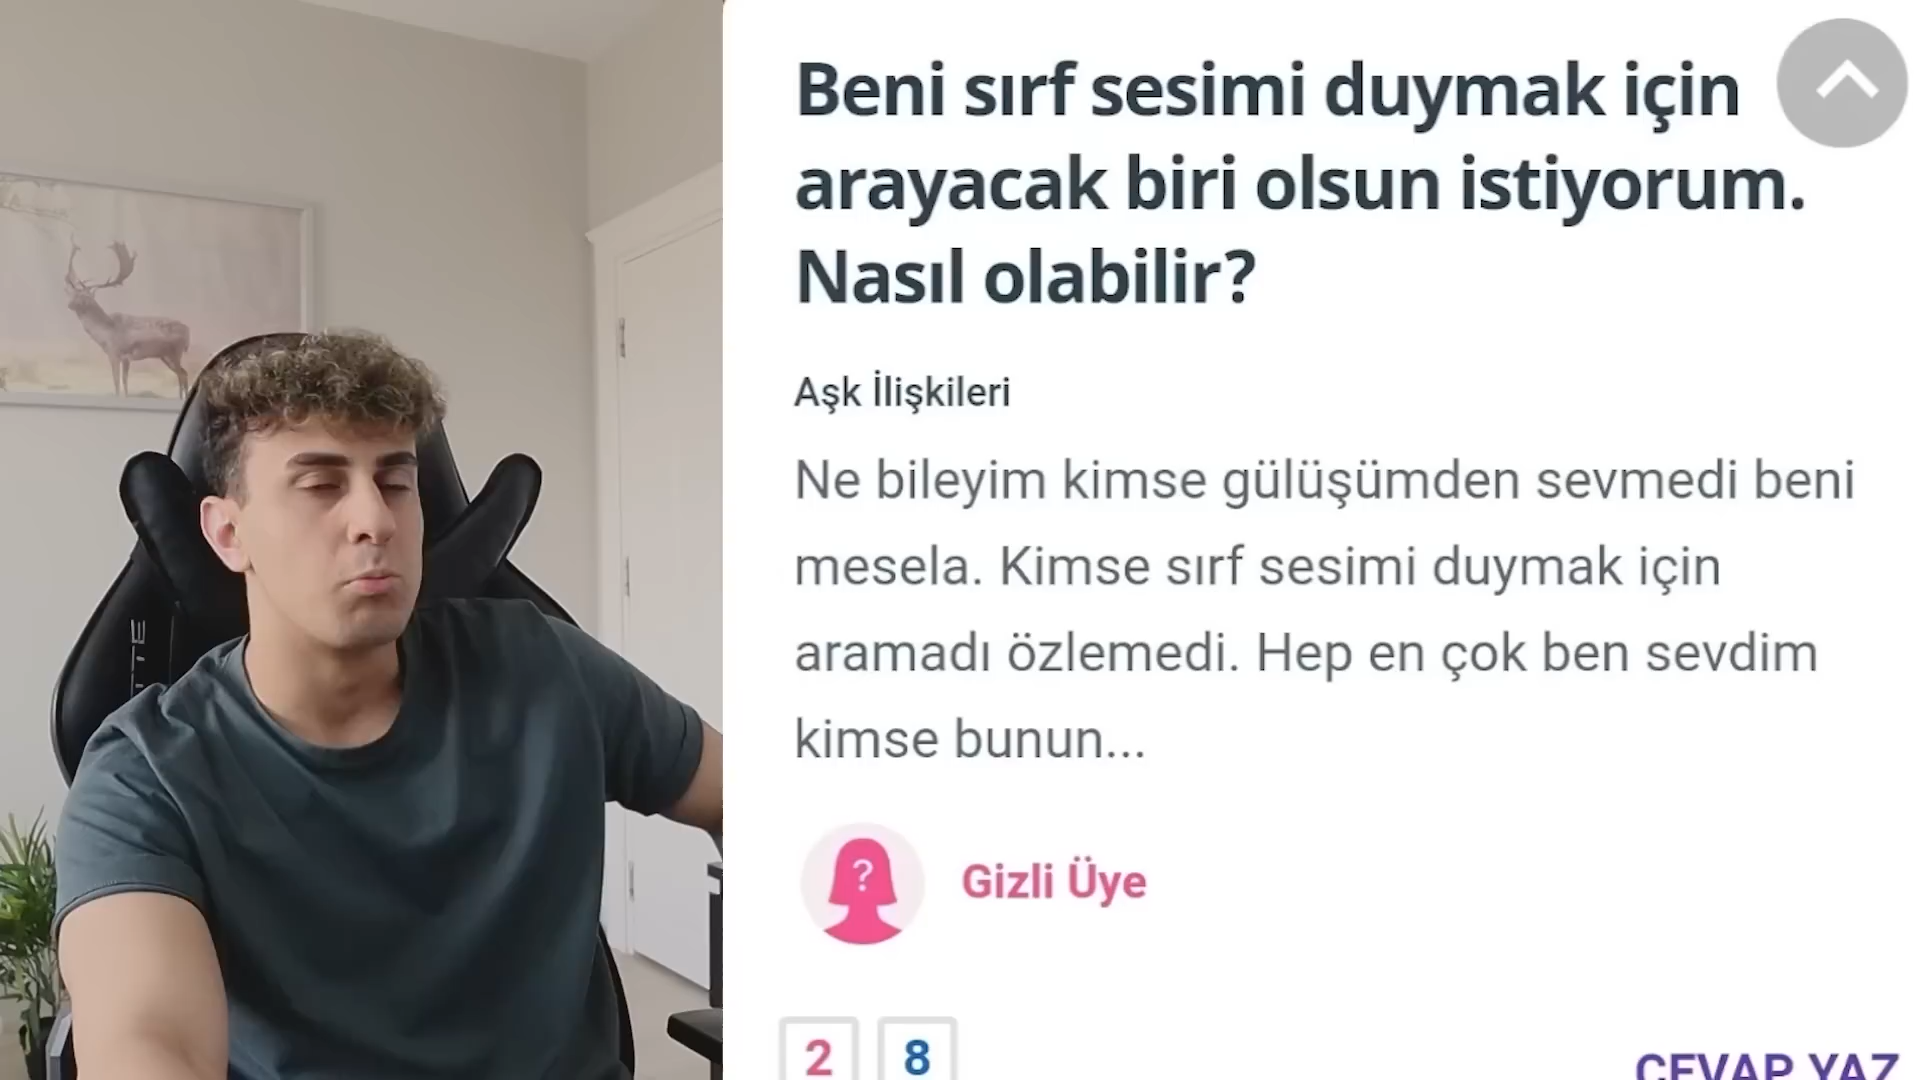 Beni sırf sesimi duymak için
arayacak biri olsun istiyorum.
Nasıl olabilir?
Aşk İlişkileri
Ne bileyim kimse gülüşümden sevmedi beni
mesela. Kimse sırf sesimi duymak için
aramadı özlemedi. Hep en çok ben sevdim
kimse bunun...
?
Gizli Üye
2 8
CEVAP YAZ